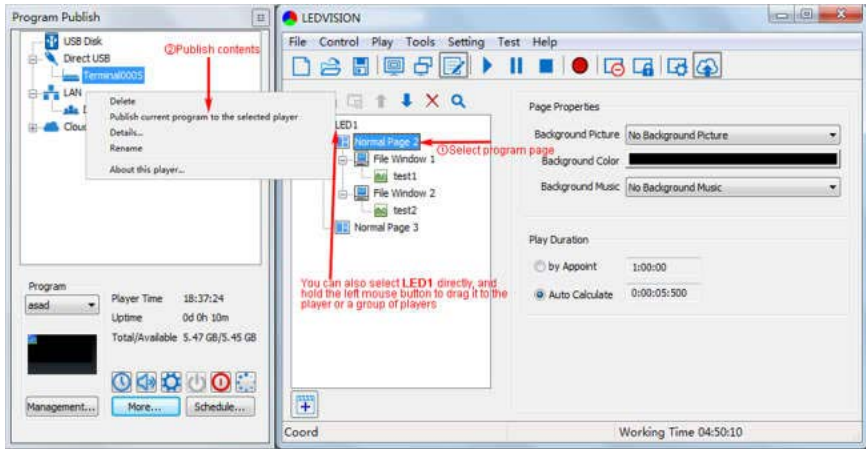 Program Publish
USB Disk
Direct USB
Terminal0005
LAN
Cloud
②Publish contents
Delete
Publish current program to the selected player
Details...
Rename
About this player...
Program
asad
Player Time 18:37:24
Uptime 0d 0h 10m
Total/Available 5.47 GB/5.45 GB
Management...
More...
Schedule...
LEDVISION
File Control Play Tools Setting Test Help
LED1
Normal Page 2
①Select program page
File Window 1
test1
File Window 2
test2
Normal Page 3
You can also select LED1 directly, and
hold the left mouse button to drag it to the
player or a group of players
Page Properties
Background Picture No Background Picture
Background Color
Background Music No Background Music
Play Duration
by Appoint 1:00:00
Auto Calculate 0:00:05:500
Coord
Working Time 04:50:10